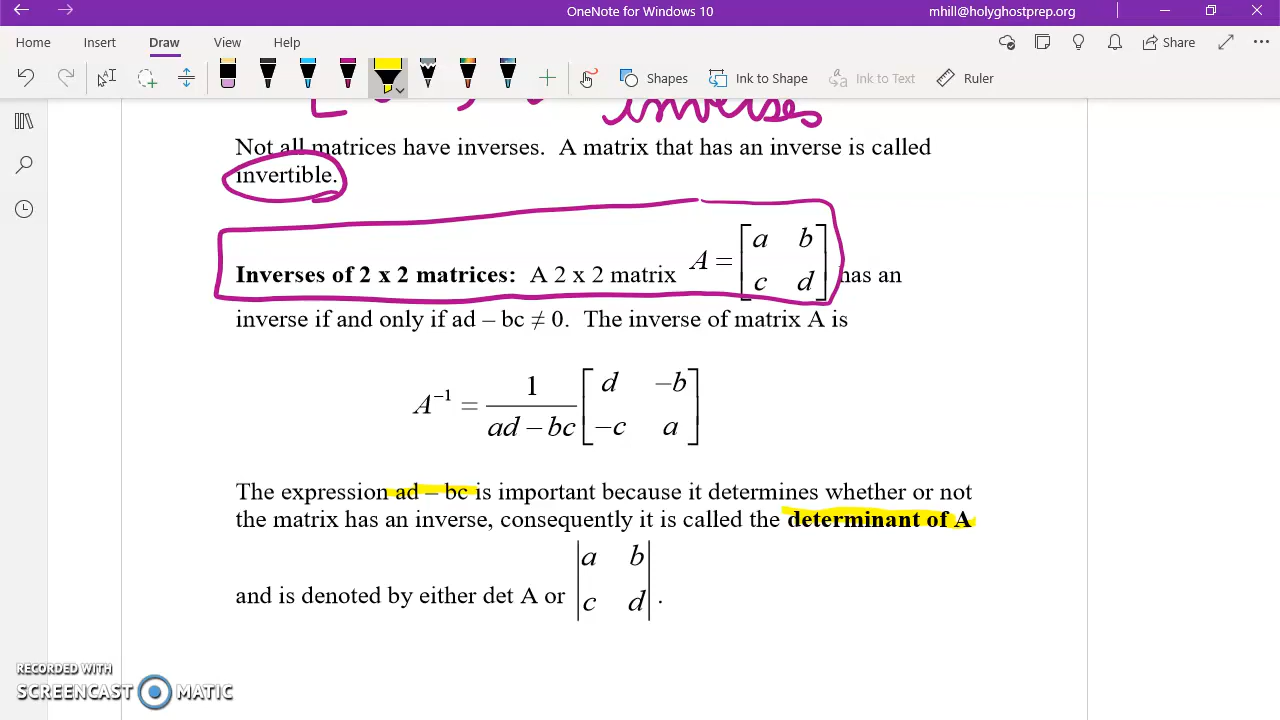 OneNote for Windows 10
mhill@holyghostprep.org
Home Insert Draw View Help
Share
Shapes Ink to Shape Ink to Text Ruler
inverses
Not all matrices have inverses. A matrix that has an inverse is called
invertible.
Inverses of 2 x 2 matrices: A 2 x 2 matrix A = [a b c d] has an
inverse if and only if ad – bc ≠ 0. The inverse of matrix A is
A⁻¹ = 1/(ad – bc) [d –b –c a]
The expression ad – bc is important because it determines whether or not
the matrix has an inverse, consequently it is called the determinant of A
and is denoted by either det A or |a b c d|.
RECORDED WITH
SCREENCAST MATIC